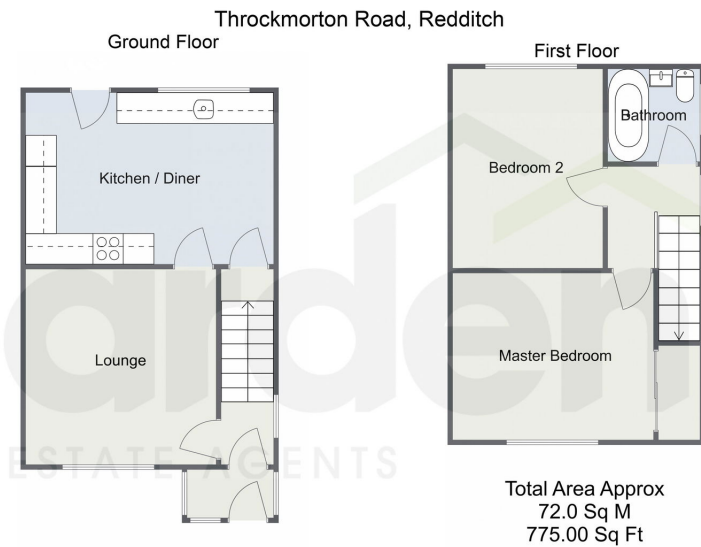 Throckmorton Road, Redditch
Ground Floor
First Floor
Bathroom
Bedroom 2
Kitchen / Diner
Lounge
Master Bedroom
arden
ESTATE AGENTS
Total Area Approx
72.0 Sq M
775.00 Sq Ft